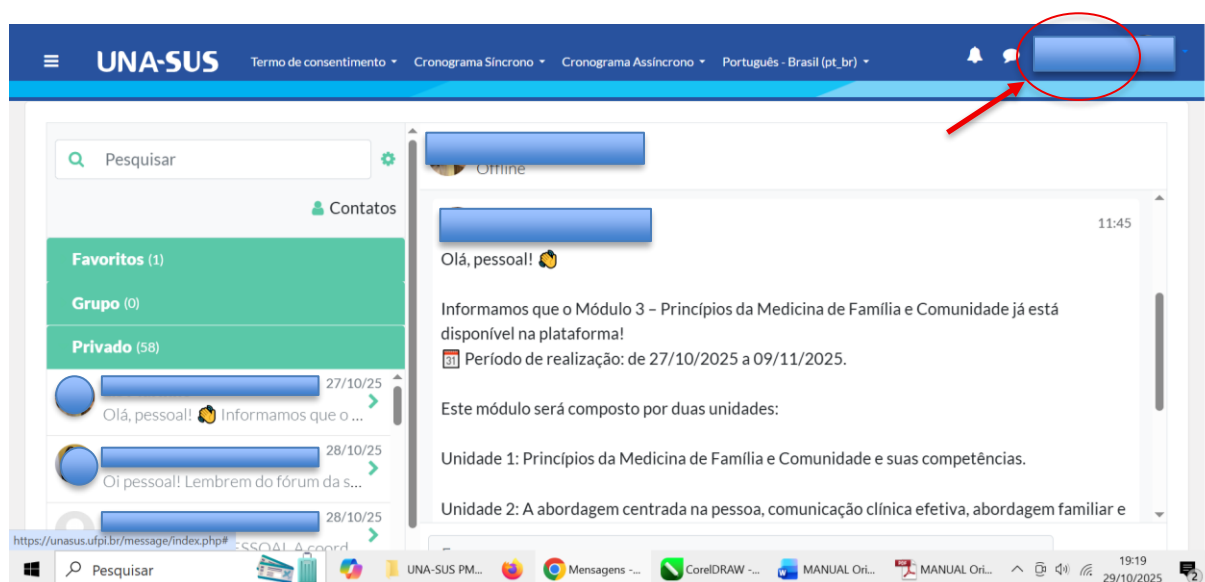 UNA-SUS
Termo de consentimento
Cronograma Síncrono
Cronograma Assíncrono
Português - Brasil (pt_br)
Pesquisar
Contatos
Favoritos (1)
Grupo (0)
Privado (58)
27/10/25
Olá, pessoal! 👏 Informamos que o ...
28/10/25
Oi pessoal! Lembrem do fórum da s...
28/10/25
PESSOAL A coord
Offline
11:45
Olá, pessoal! 👏
Informamos que o Módulo 3 – Princípios da Medicina de Família e Comunidade já está
disponível na plataforma!
📅 Período de realização: de 27/10/2025 a 09/11/2025.
Este módulo será composto por duas unidades:
Unidade 1: Princípios da Medicina de Família e Comunidade e suas competências.
Unidade 2: A abordagem centrada na pessoa, comunicação clínica efetiva, abordagem familiar e
https://unasus.ufpi.br/message/index.php#
Pesquisar
UNA-SUS PM...
Mensagens -...
CorelDRAW -...
MANUAL Ori...
MANUAL Ori...
19:19
29/10/2025
2